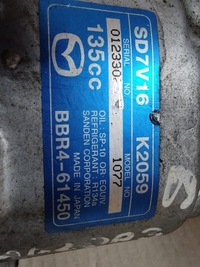 SD7V16
K2059
SERIAL NO
MODEL NO
1077
135cc
OIL: SP-10 OR EQUIV.
REFRIGERANT: R134a
SANDEN CORPORATION
MADE IN JAPAN
BBR4-61450